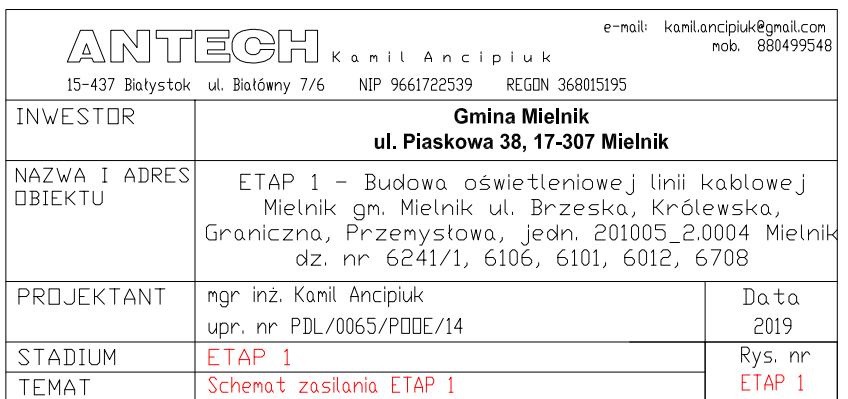 ANTECH Kamil Ancipiuk
e-mail: kamil.ancipiuk@gmail.com
mob. 880499548
15-437 Białystok ul. Białówny 7/6 NIP 9661722539 REGON 368015195
INWESTOR
Gmina Mielnik
ul. Piaskowa 38, 17-307 Mielnik
NAZWA I ADRES
OBIEKTU
ETAP 1 - Budowa oświetleniowej linii kablowej
Mielnik gm. Mielnik ul. Brzeska, Królewska,
Graniczna, Przemysłowa, jedn. 201005_2.0004 Mielnik
dz. nr 6241/1, 6106, 6101, 6012, 6708
PROJEKTANT
mgr inż. Kamil Ancipiuk
upr. nr PDL/0065/POOE/14
Data
2019
STADIUM
ETAP 1
Rys. nr
ETAP 1
TEMAT
Schemat zasilania ETAP 1